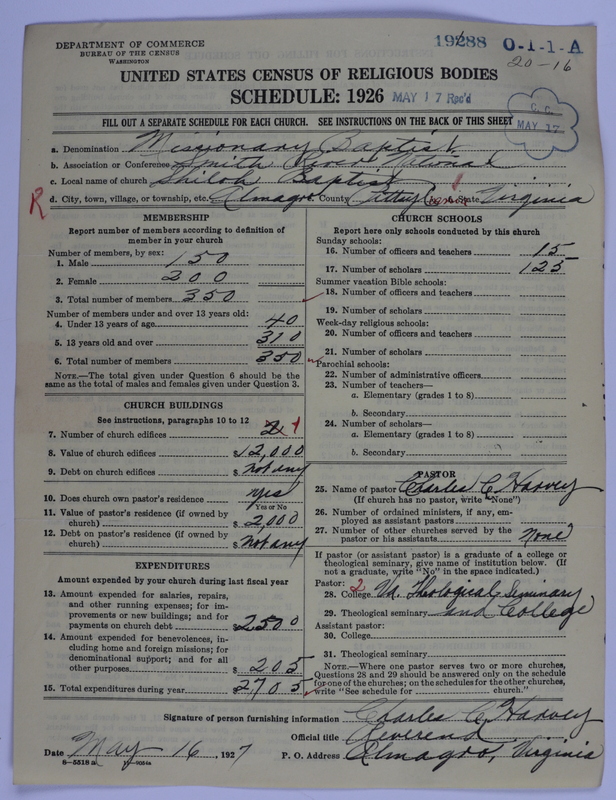 DEPARTMENT OF COMMERCE
BUREAU OF THE CENSUS
WASHINGTON
19288 0-1-1-A
20-16
UNITED STATES CENSUS OF RELIGIOUS BODIES
SCHEDULE: 1926 MAY 17 Rec'd
C. C.
MAY 17
FILL OUT A SEPARATE SCHEDULE FOR EACH CHURCH. SEE INSTRUCTIONS ON THE BACK OF THIS SHEET
a. Denomination Missionary Baptist
b. Association or Conference Smith River National
c. Local name of church Shiloh Baptist
d. City, town, village, or township, etc. Elmagro County State Virginia
R
MEMBERSHIP
Report number of members according to definition of
member in your church
Number of members, by sex:
1. Male 150
2. Female 200
3. Total number of members 350
Number of members under and over 13 years old:
4. Under 13 years of age 40
5. 13 years old and over 310
6. Total number of members 350
NOTE.—The total given under Question 6 should be the
same as the total of males and females given under Question 3.
CHURCH BUILDINGS
See instructions, paragraphs 10 to 12
7. Number of church edifices 2 1
8. Value of church edifices $12,000
9. Debt on church edifices $ not any
10. Does church own pastor's residence yes
Yes or No
11. Value of pastor's residence (if owned by
church) $ 2,000
12. Debt on pastor's residence (if owned by
church) $ not any
EXPENDITURES
Amount expended by your church during last fiscal year
13. Amount expended for salaries, repairs,
and other running expenses; for im-
provements or new buildings; and for
payments on church debt $2500
14. Amount expended for benevolences, in-
cluding home and foreign missions; for
denominational support; and for all
other purposes $ 205
15. Total expenditures during year $2705
CHURCH SCHOOLS
Report here only schools conducted by this church
Sunday schools:
16. Number of officers and teachers 15
17. Number of scholars 125
Summer vacation Bible schools:
18. Number of officers and teachers
19. Number of scholars
Week-day religious schools:
20. Number of officers and teachers
21. Number of scholars
Parochial schools:
22. Number of administrative officers
23. Number of teachers—
a. Elementary (grades 1 to 8)
b. Secondary
24. Number of scholars—
a. Elementary (grades 1 to 8)
b. Secondary
PASTOR
25. Name of pastor Charles C. Harvey
(If church has no pastor, write "None")
26. Number of ordained ministers, if any, em-
ployed as assistant pastors
27. Number of other churches served by the
pastor or his assistants None
If pastor (or assistant pastor) is a graduate of a college or
theological seminary, give name of institution below. (If
not a graduate, write "No" in the space indicated.)
Pastor: 2
28. College Va. Theological Seminary
29. Theological seminary and College
Assistant pastor:
30. College
31. Theological seminary
NOTE.—Where one pastor serves two or more churches,
Questions 28 and 29 should be answered only on the schedule
for one of the churches; on the schedules for the other churches,
write "See schedule for church."
Signature of person furnishing information Charles C. Harvey
Official title Reverend
Date May 16 1927 P. O. Address Elmagro, Virginia
8-5518 a